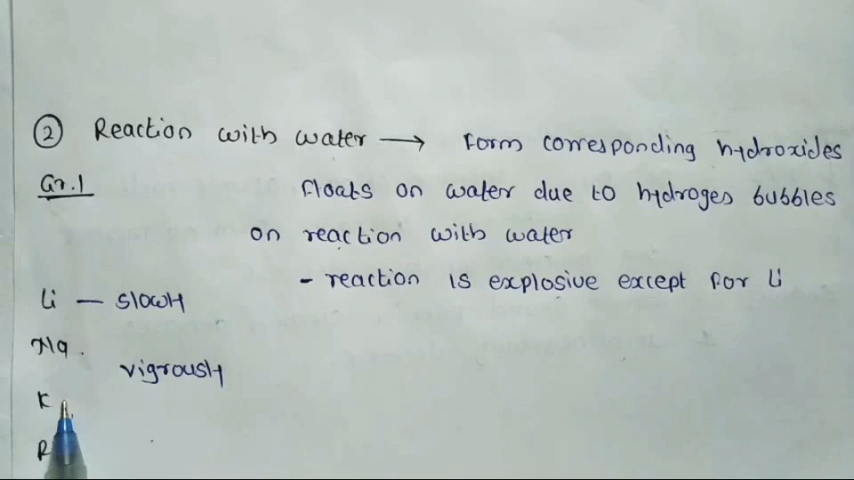 ② Reaction with water → Form corresponding hydroxides
Gr.1 Floats on water due to hydroges bubbles
on reaction with water
- reaction is explosive except for Li
Li — slowly
Na.
vigrously
K
R